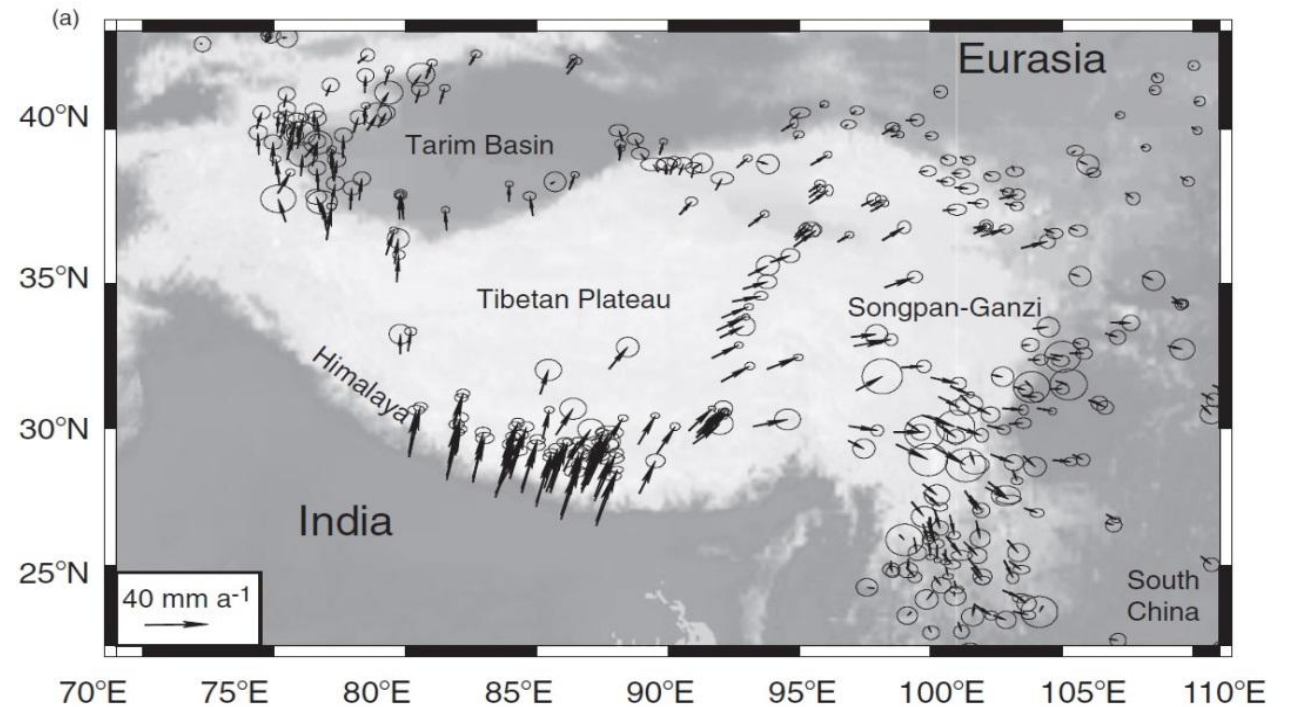 (a)
Eurasia
40°N
Tarim Basin
35°N
Tibetan Plateau
Songpan-Ganzi
Himalaya
30°N
India
25°N
40 mm a-1
South
China
70°E 75°E 80°E 85°E 90°E 95°E 100°E 105°E 110°E